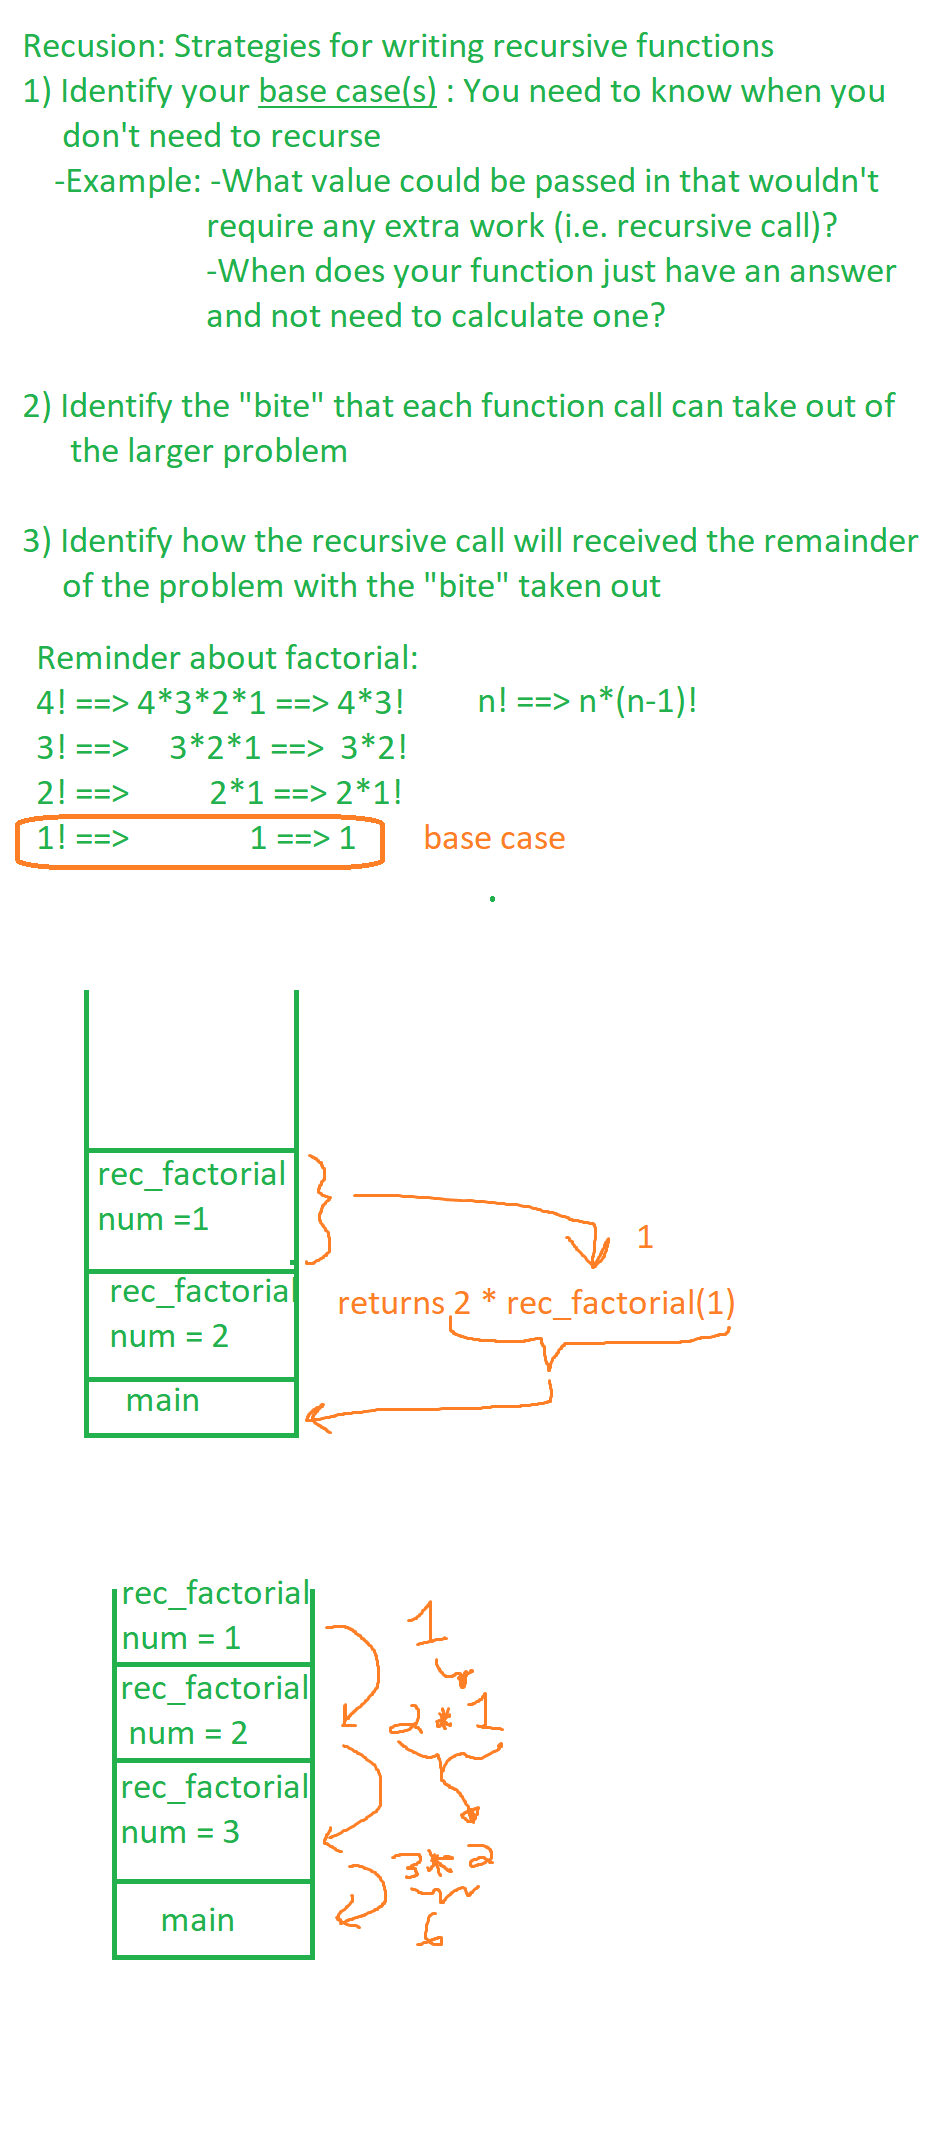 Recusion: Strategies for writing recursive functions
1) Identify your base case(s) : You need to know when you
don't need to recurse
-Example: -What value could be passed in that wouldn't
require any extra work (i.e. recursive call)?
-When does your function just have an answer
and not need to calculate one?
2) Identify the "bite" that each function call can take out of
the larger problem
3) Identify how the recursive call will received the remainder
of the problem with the "bite" taken out
Reminder about factorial:
4! ==> 4*3*2*1 ==> 4*3! n! ==> n*(n-1)!
3! ==> 3*2*1 ==> 3*2!
2! ==> 2*1 ==> 2*1!
1! ==> 1 ==> 1 base case
rec_factorial
num =1
1
rec_factorial
returns 2 * rec_factorial(1)
num = 2
main
rec_factorial
num = 1
1
rec_factorial
num = 2
2 * 1
rec_factorial
num = 3
3 * 2
main
6